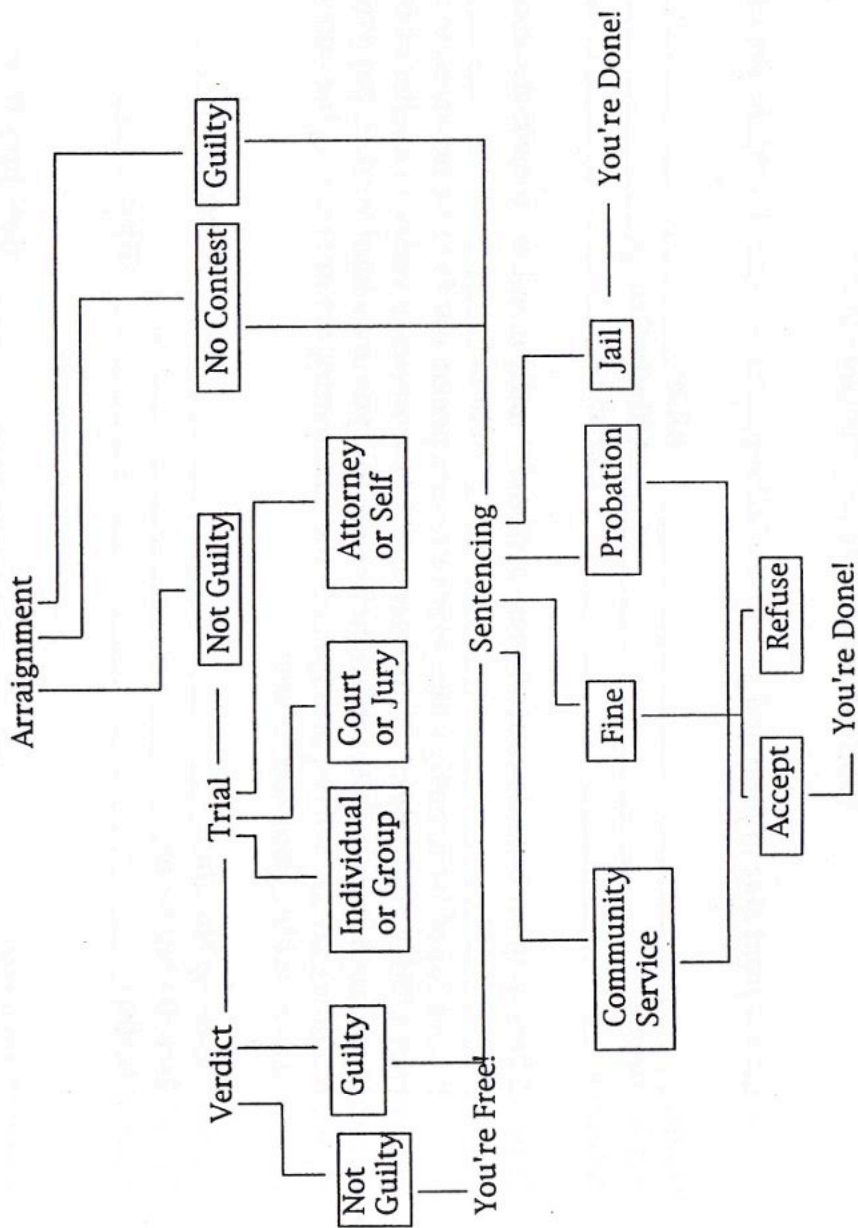 Arraignment
Not Guilty
No Contest
Guilty
Verdict
Trial
Not
Guilty
Guilty
Individual
or Group
Court
or Jury
Attorney
or Self
You're Free!
Sentencing
Community
Service
Fine
Probation
Jail
You're Done!
Accept
Refuse
You're Done!